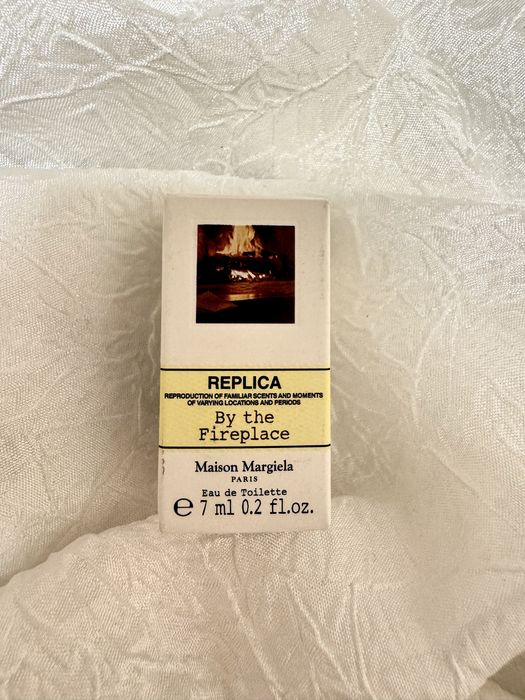 REPLICA
REPRODUCTION OF FAMILIAR SCENTS AND MOMENTS
OF VARYING LOCATIONS AND PERIODS
By the
Fireplace
Maison Margiela
PARIS
Eau de Toilette
℮ 7 ml 0.2 fl.oz.